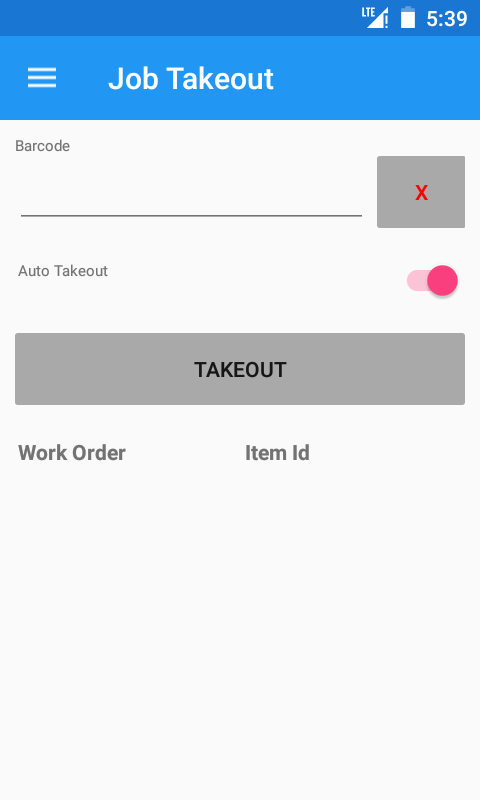 LTE 5:39
Job Takeout
Barcode
X
Auto Takeout
TAKEOUT
Work Order Item Id